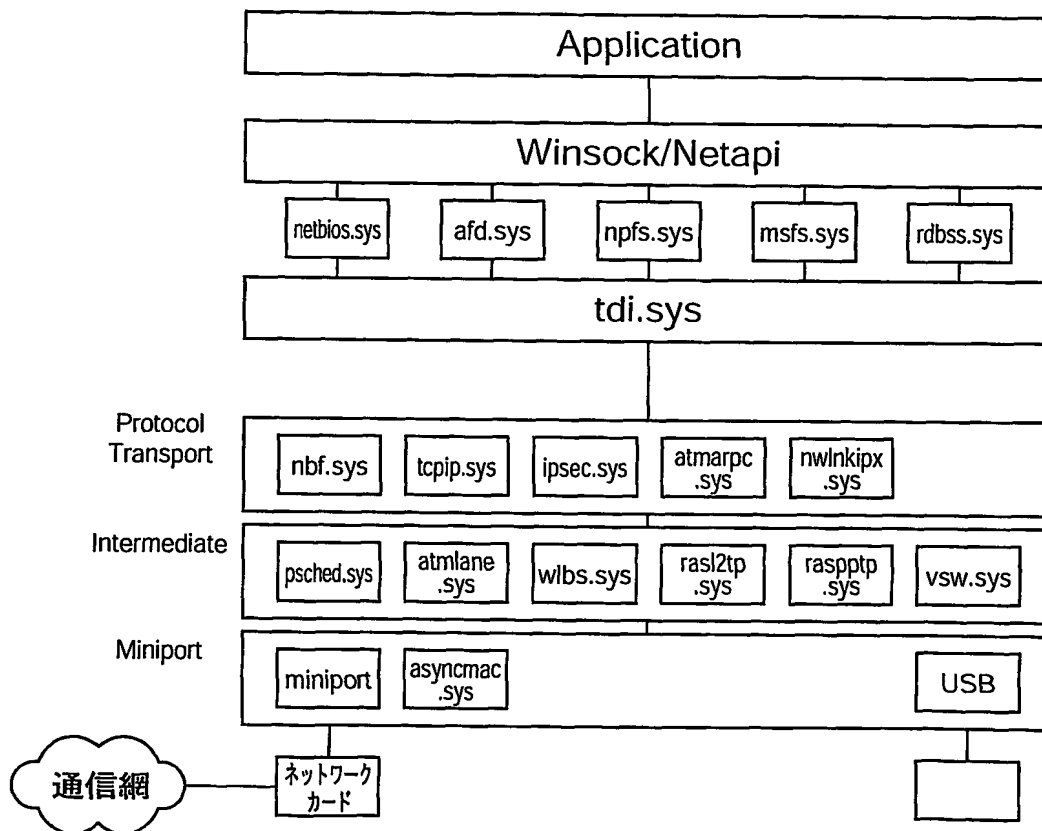 Application
Winsock/Netapi
netbios.sys
afd.sys
npfs.sys
msfs.sys
rdbss.sys
tdi.sys
Protocol
Transport
nbf.sys
tcpip.sys
ipsec.sys
atmarpc
.sys
nwlnkipx
.sys
Intermediate
psched.sys
atmlane
.sys
wlbs.sys
rasl2tp
.sys
raspptp
.sys
vsw.sys
Miniport
miniport
asyncmac
.sys
USB
通信網
ネットワーク
カード